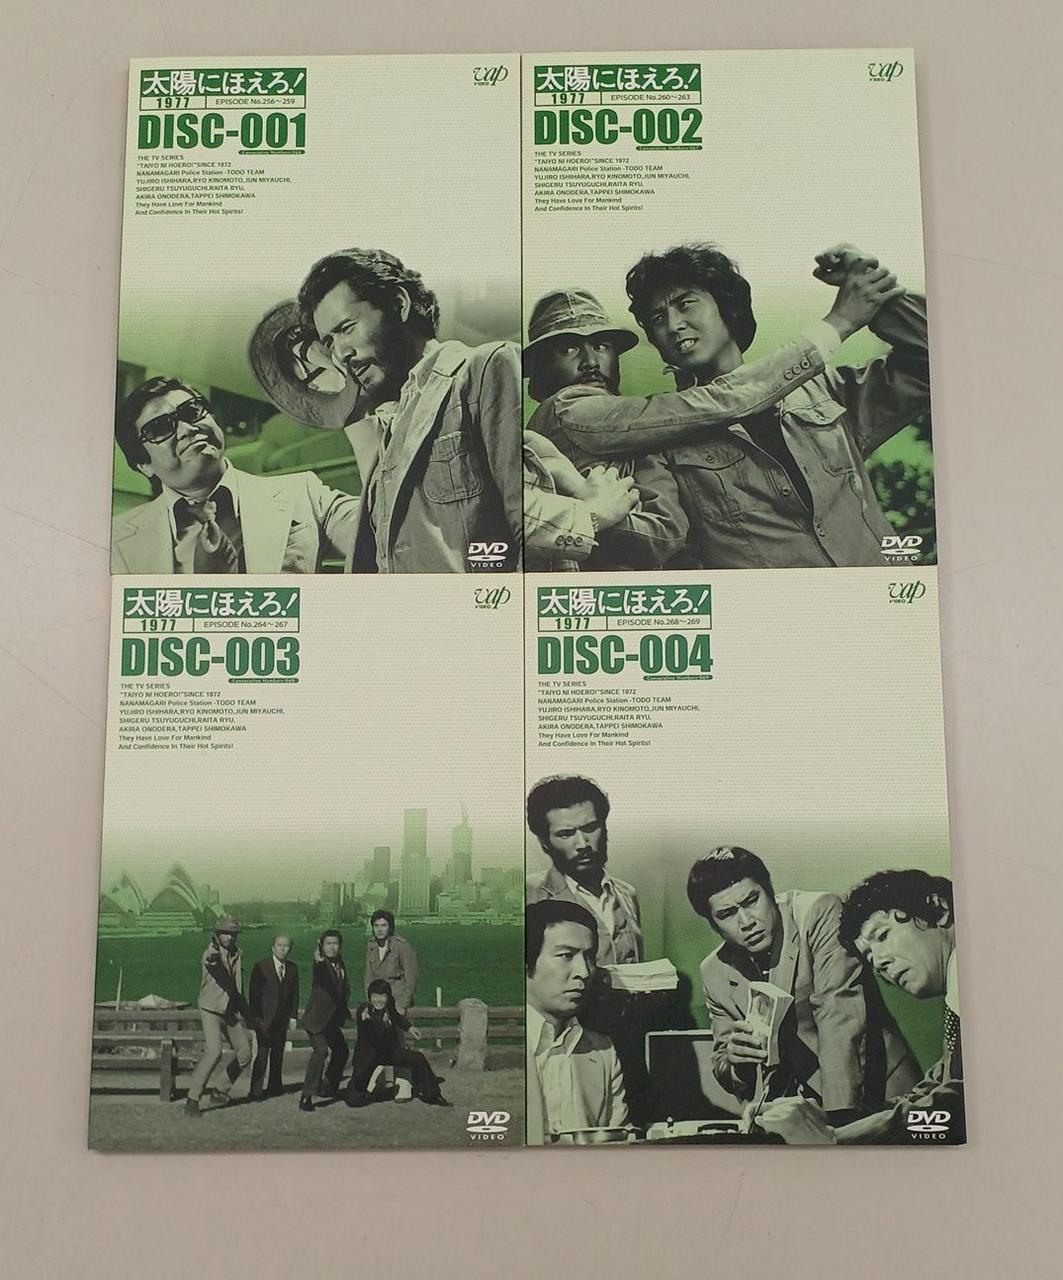 太陽にほえろ!
1977 EPISODE No.256~259
DISC-001
THE TV SERIES
"TAIYO NI HOERO!"SINCE 1972
NANAMAGARI Police Station -TODO TEAM
YUJIRO ISHIHARA,RYO KINOMOTO,JUN MIYAUCHI,
SHIGERU TSUYUGUCHI,RAITA RYU,
AKIRA ONODERA,TAPPEI SHIMOKAWA
They Have Love For Mankind
And Confidence In Their Hot Spirits!
vap
VIDEO
DVD
VIDEO
太陽にほえろ!
1977 EPISODE No.260~263
DISC-002
THE TV SERIES
"TAIYO NI HOERO!"SINCE 1972
NANAMAGARI Police Station -TODO TEAM
YUJIRO ISHIHARA,RYO KINOMOTO,JUN MIYAUCHI,
SHIGERU TSUYUGUCHI,RAITA RYU,
AKIRA ONODERA,TAPPEI SHIMOKAWA
They Have Love For Mankind
And Confidence In Their Hot Spirits!
vap
VIDEO
DVD
VIDEO
太陽にほえろ!
1977 EPISODE No.264~267
DISC-003
THE TV SERIES
"TAIYO NI HOERO!"SINCE 1972
NANAMAGARI Police Station -TODO TEAM
YUJIRO ISHIHARA,RYO KINOMOTO,JUN MIYAUCHI,
SHIGERU TSUYUGUCHI,RAITA RYU,
AKIRA ONODERA,TAPPEI SHIMOKAWA
They Have Love For Mankind
And Confidence In Their Hot Spirits!
vap
VIDEO
DVD
VIDEO
太陽にほえろ!
1977 EPISODE No.268~269
DISC-004
THE TV SERIES
"TAIYO NI HOERO!"SINCE 1972
NANAMAGARI Police Station -TODO TEAM
YUJIRO ISHIHARA,RYO KINOMOTO,JUN MIYAUCHI,
SHIGERU TSUYUGUCHI,RAITA RYU,
AKIRA ONODERA,TAPPEI SHIMOKAWA
They Have Love For Mankind
And Confidence In Their Hot Spirits!
vap
VIDEO
DVD
VIDEO